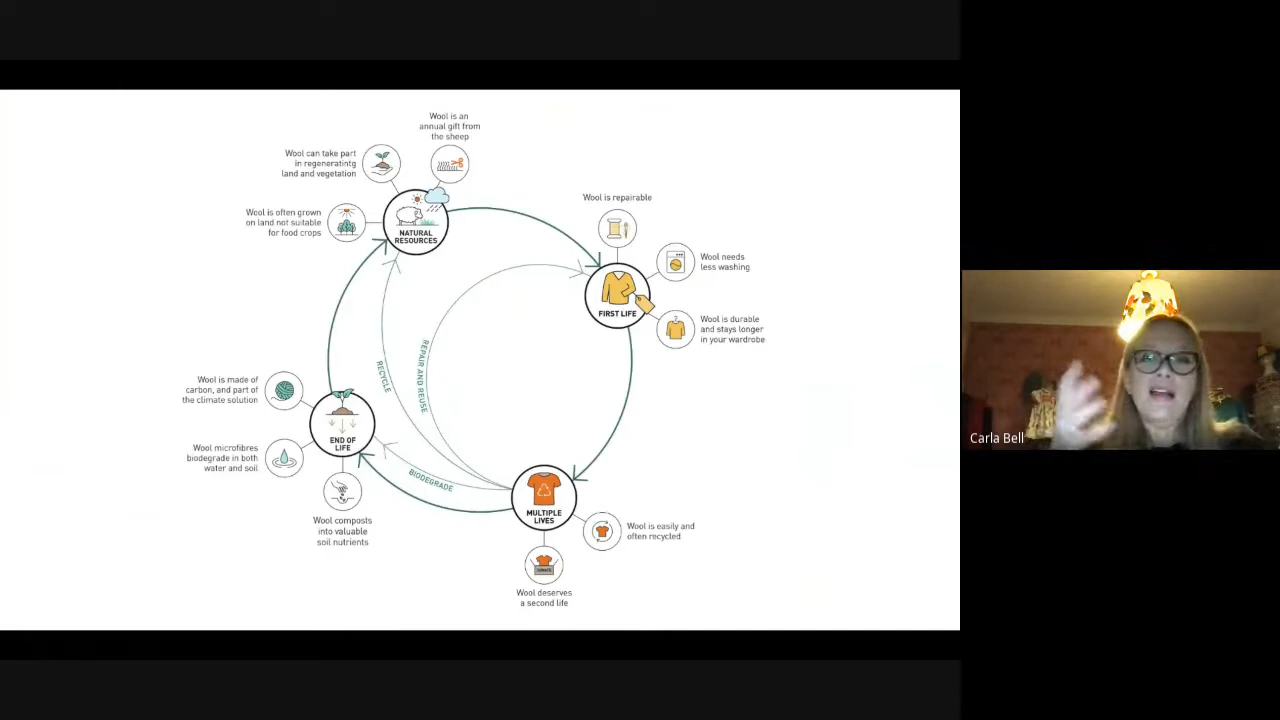 Wool is an
annual gift from
the sheep
Wool can take part
in regeneratintg
land and vegetation
Wool is often grown
on land not suitable
for food crops
NATURAL
RESOURCES
Wool is repairable
Wool needs
less washing
Wool is durable
and stays longer
in your wardrobe
FIRST LIFE
REPAIR AND REUSE
RECYCLE
BIODEGRADE
Wool is made of
carbon, and part of
the climate solution
Wool microfibres
biodegrade in both
water and soil
END OF
LIFE
Wool composts
into valuable
soil nutrients
MULTIPLE
LIVES
Wool is easily and
often recycled
Wool deserves
a second life
Carla Bell